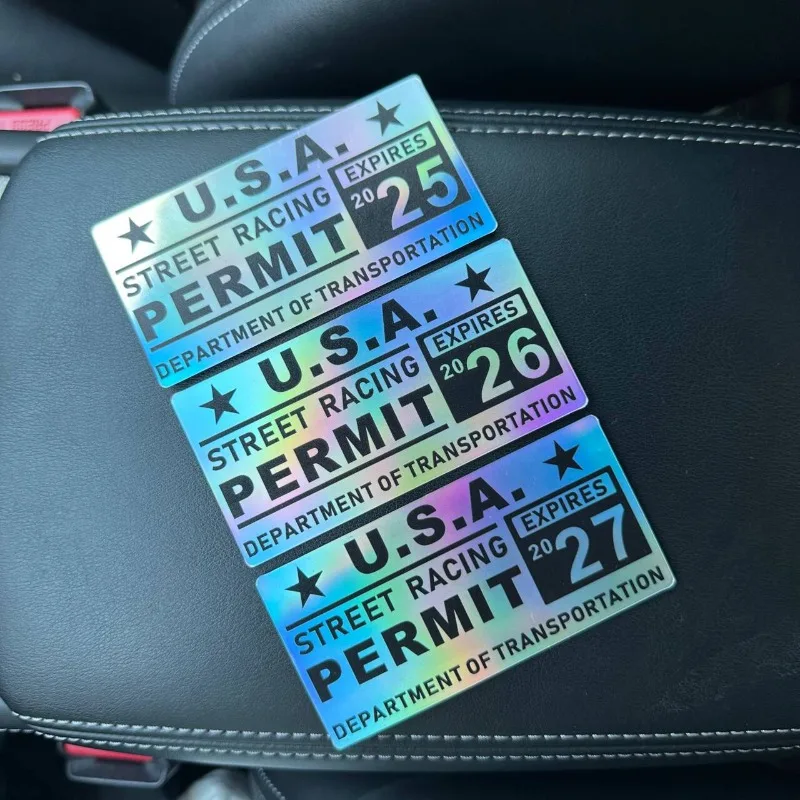 U.S.A.
STREET RACING
PERMIT
EXPIRES
2025
DEPARTMENT OF TRANSPORTATION
U.S.A.
STREET RACING
PERMIT
EXPIRES
2026
DEPARTMENT OF TRANSPORTATION
U.S.A.
STREET RACING
PERMIT
EXPIRES
2027
DEPARTMENT OF TRANSPORTATION